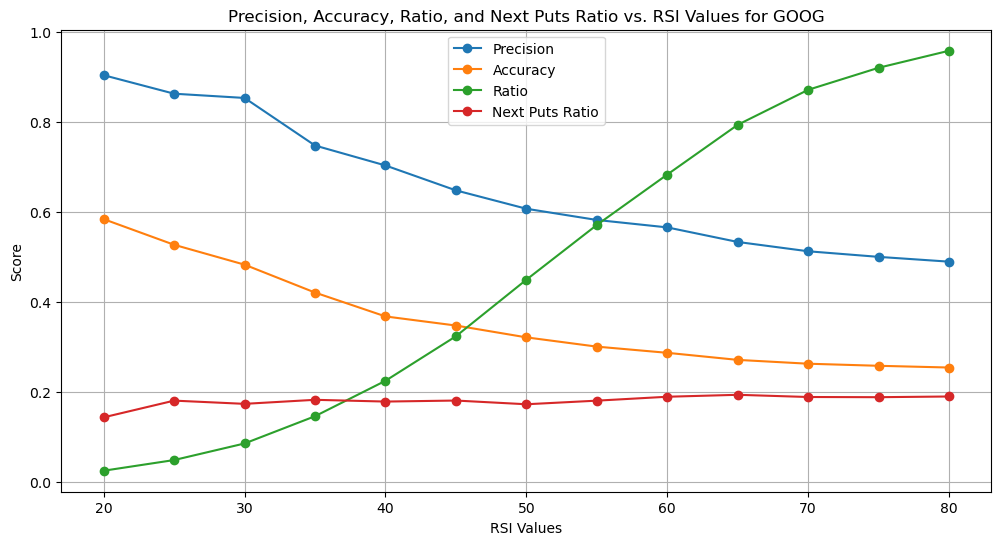 Precision, Accuracy, Ratio, and Next Puts Ratio vs. RSI Values for GOOG
Precision
Accuracy
Ratio
Next Puts Ratio
Score
1.0
0.8
0.6
0.4
0.2
0.0
20 30 40 50 60 70 80
RSI Values